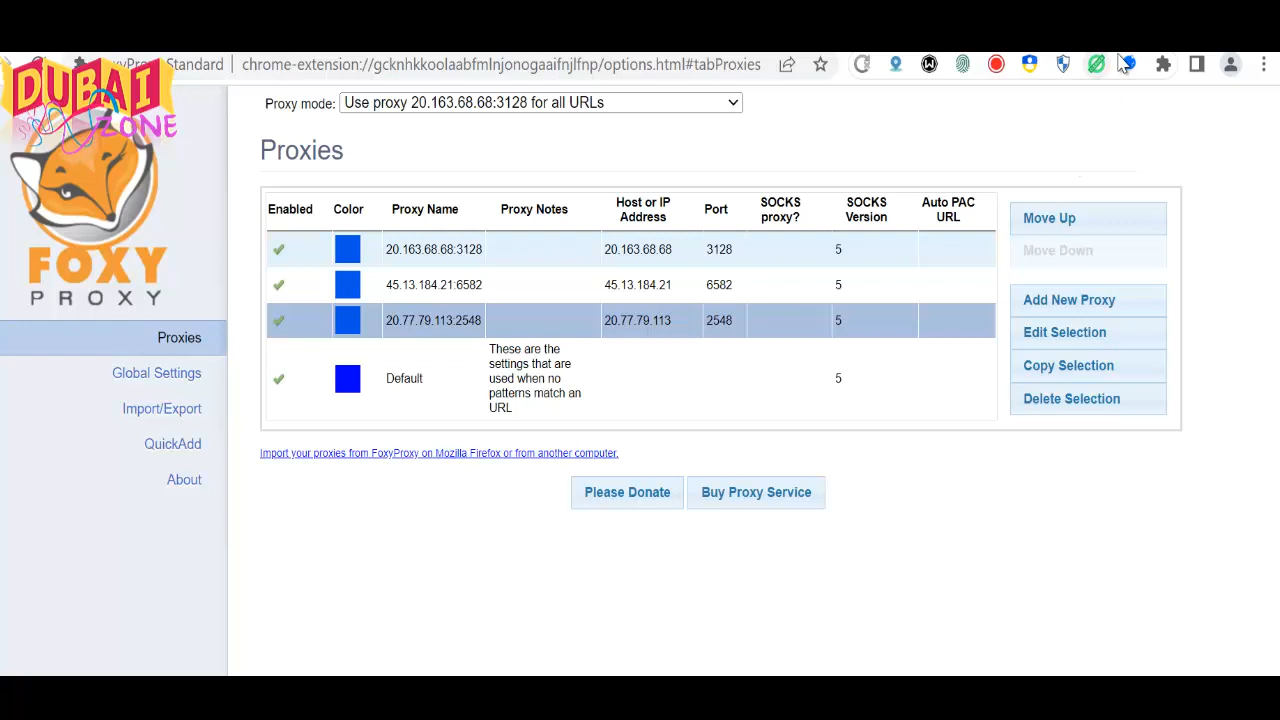 DUBAI
ZONE
xyProxy Standard
chrome-extension://gcknhkkoolaabfmlnjonogaaifnjlfnp/options.html#tabProxies
FOXY
PROXY
Proxies
Global Settings
Import/Export
QuickAdd
About
Proxy mode: Use proxy 20.163.68.68:3128 for all URLs
Proxies
Enabled Color Proxy Name Proxy Notes Host or IP Address Port SOCKS proxy? SOCKS Version Auto PAC URL
20.163.68.68:3128 20.163.68.68 3128 5
45.13.184.21:6582 45.13.184.21 6582 5
20.77.79.113:2548 20.77.79.113 2548 5
Default These are the settings that are used when no patterns match an URL 5
Move Up
Move Down
Add New Proxy
Edit Selection
Copy Selection
Delete Selection
Import your proxies from FoxyProxy on Mozilla Firefox or from another computer.
Please Donate Buy Proxy Service